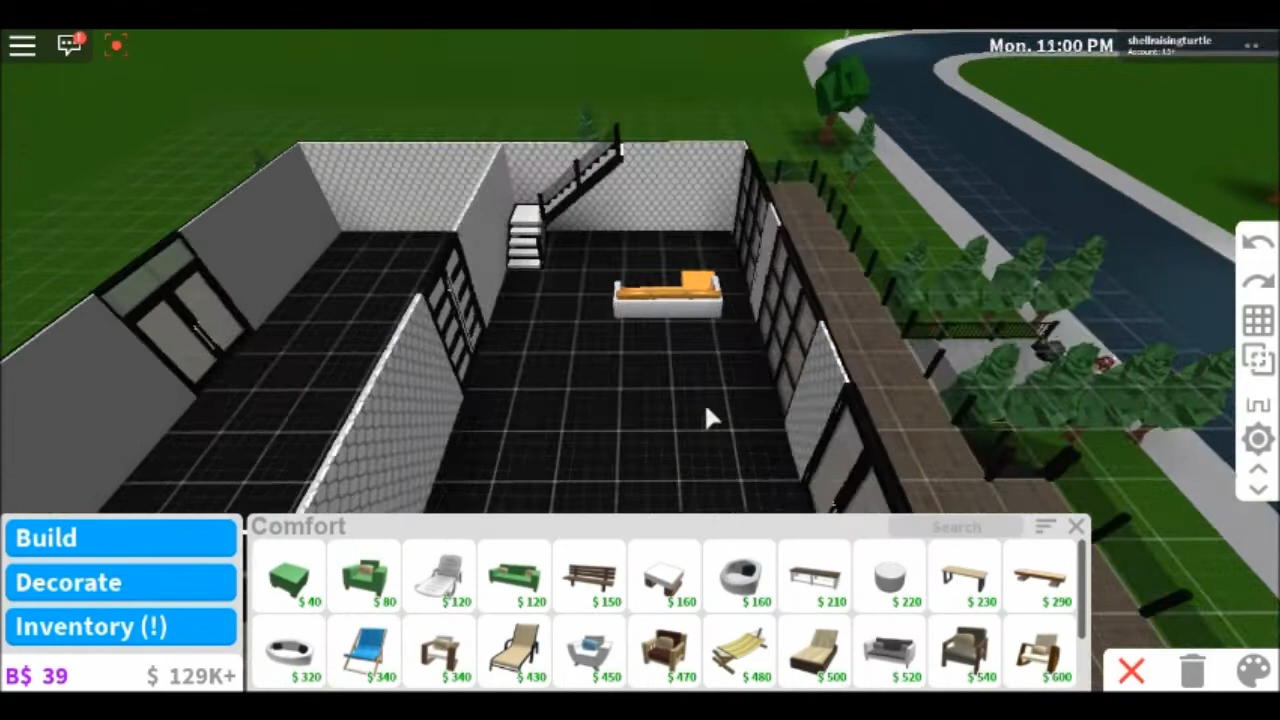 Mon. 11:00 PM
shellraisingturtle
Build
Decorate
Inventory (!)
B$ 39
$ 129K+
Comfort
Search
$ 40
$ 80
$ 120
$ 120
$ 150
$ 160
$ 160
$ 210
$ 220
$ 230
$ 290
$ 320
$ 340
$ 340
$ 430
$ 450
$ 470
$ 480
$ 500
$ 520
$ 540
$ 600